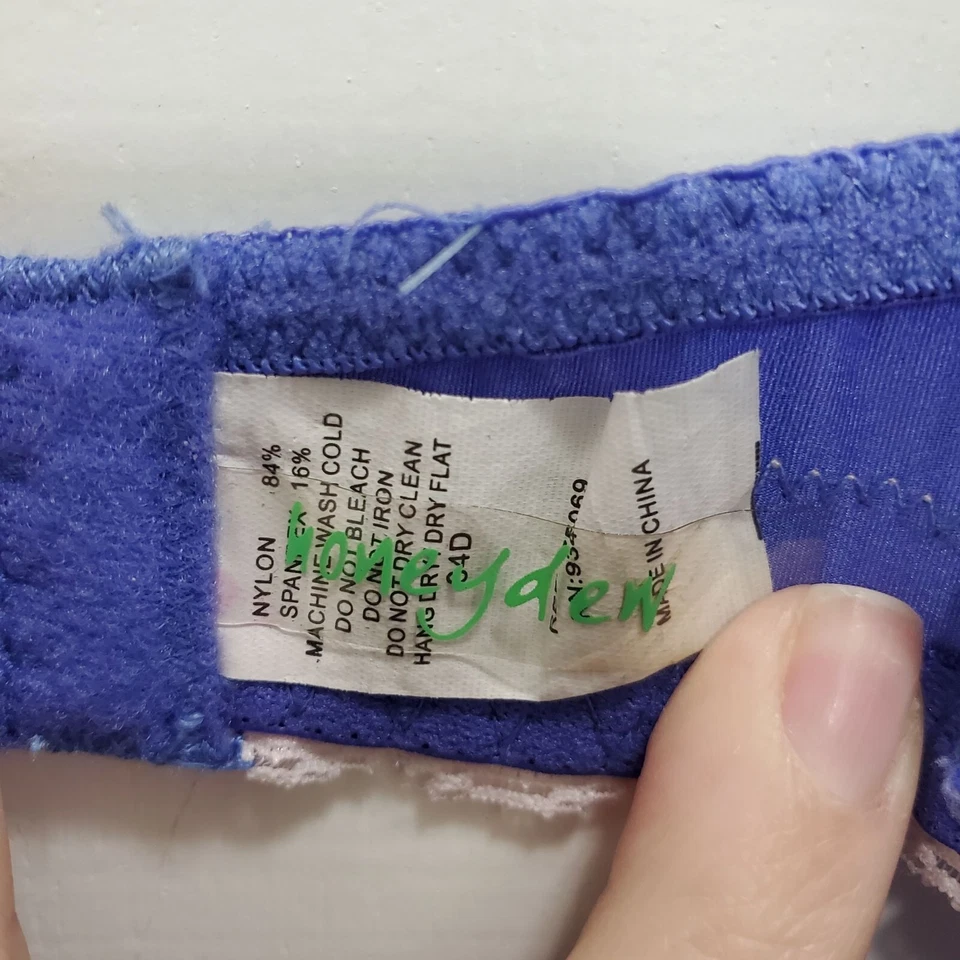 NYLON 84%
SPANDEX 16%
MACHINE WASH COLD
DO NOT BLEACH
DO NOT IRON
DO NOT DRY CLEAN
HANG DRY DRY FLAT
34D
MADE IN CHINA
honeydew